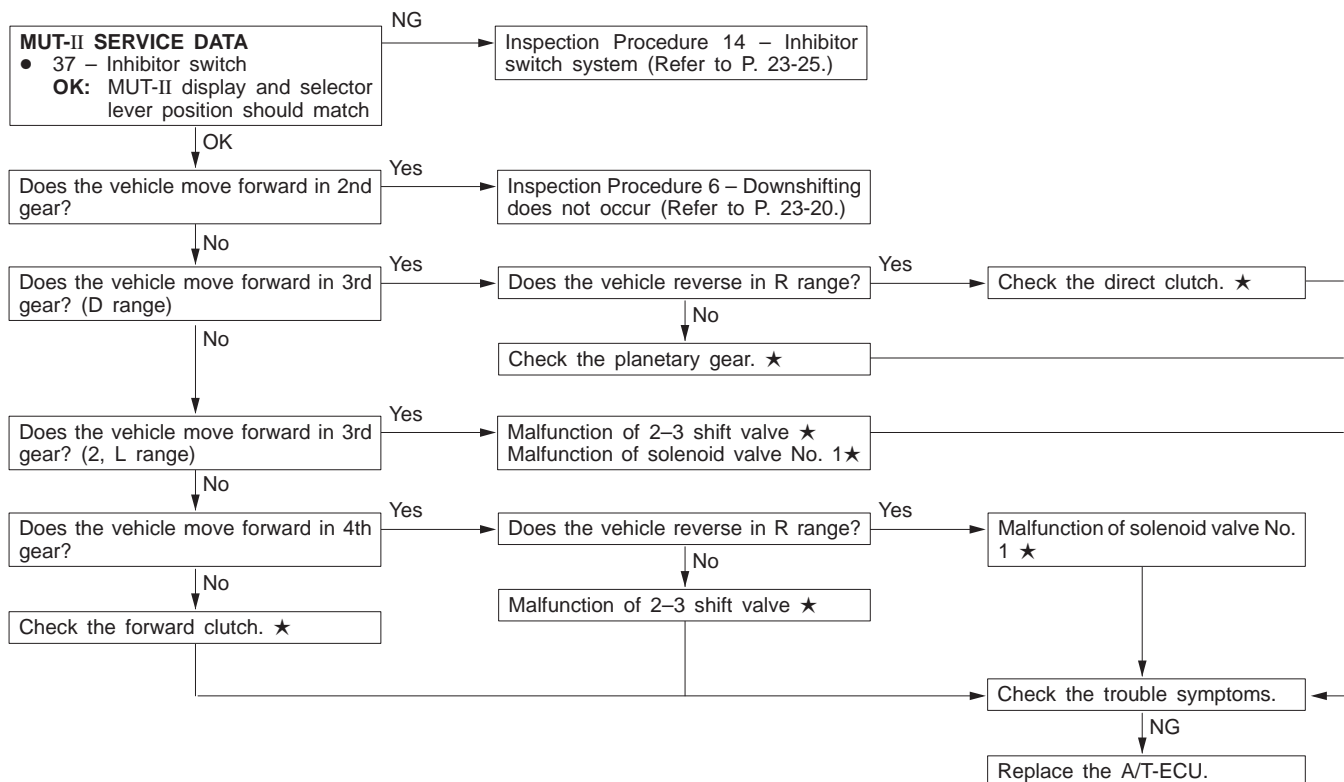 MUT-II SERVICE DATA
● 37 – Inhibitor switch
OK: MUT-II display and selector
lever position should match
NG
Inspection Procedure 14 – Inhibitor
switch system (Refer to P. 23-25.)
OK
Does the vehicle move forward in 2nd
gear?
Yes
Inspection Procedure 6 – Downshifting
does not occur (Refer to P. 23-20.)
No
Does the vehicle move forward in 3rd
gear? (D range)
Yes
Does the vehicle reverse in R range?
Yes
Check the direct clutch. ★
No
No
Check the planetary gear. ★
Does the vehicle move forward in 3rd
gear? (2, L range)
Yes
Malfunction of 2–3 shift valve ★
Malfunction of solenoid valve No. 1★
No
Does the vehicle move forward in 4th
gear?
Yes
Does the vehicle reverse in R range?
Yes
Malfunction of solenoid valve No.
1 ★
No
No
Check the forward clutch. ★
Malfunction of 2–3 shift valve ★
Check the trouble symptoms.
NG
Replace the A/T-ECU.